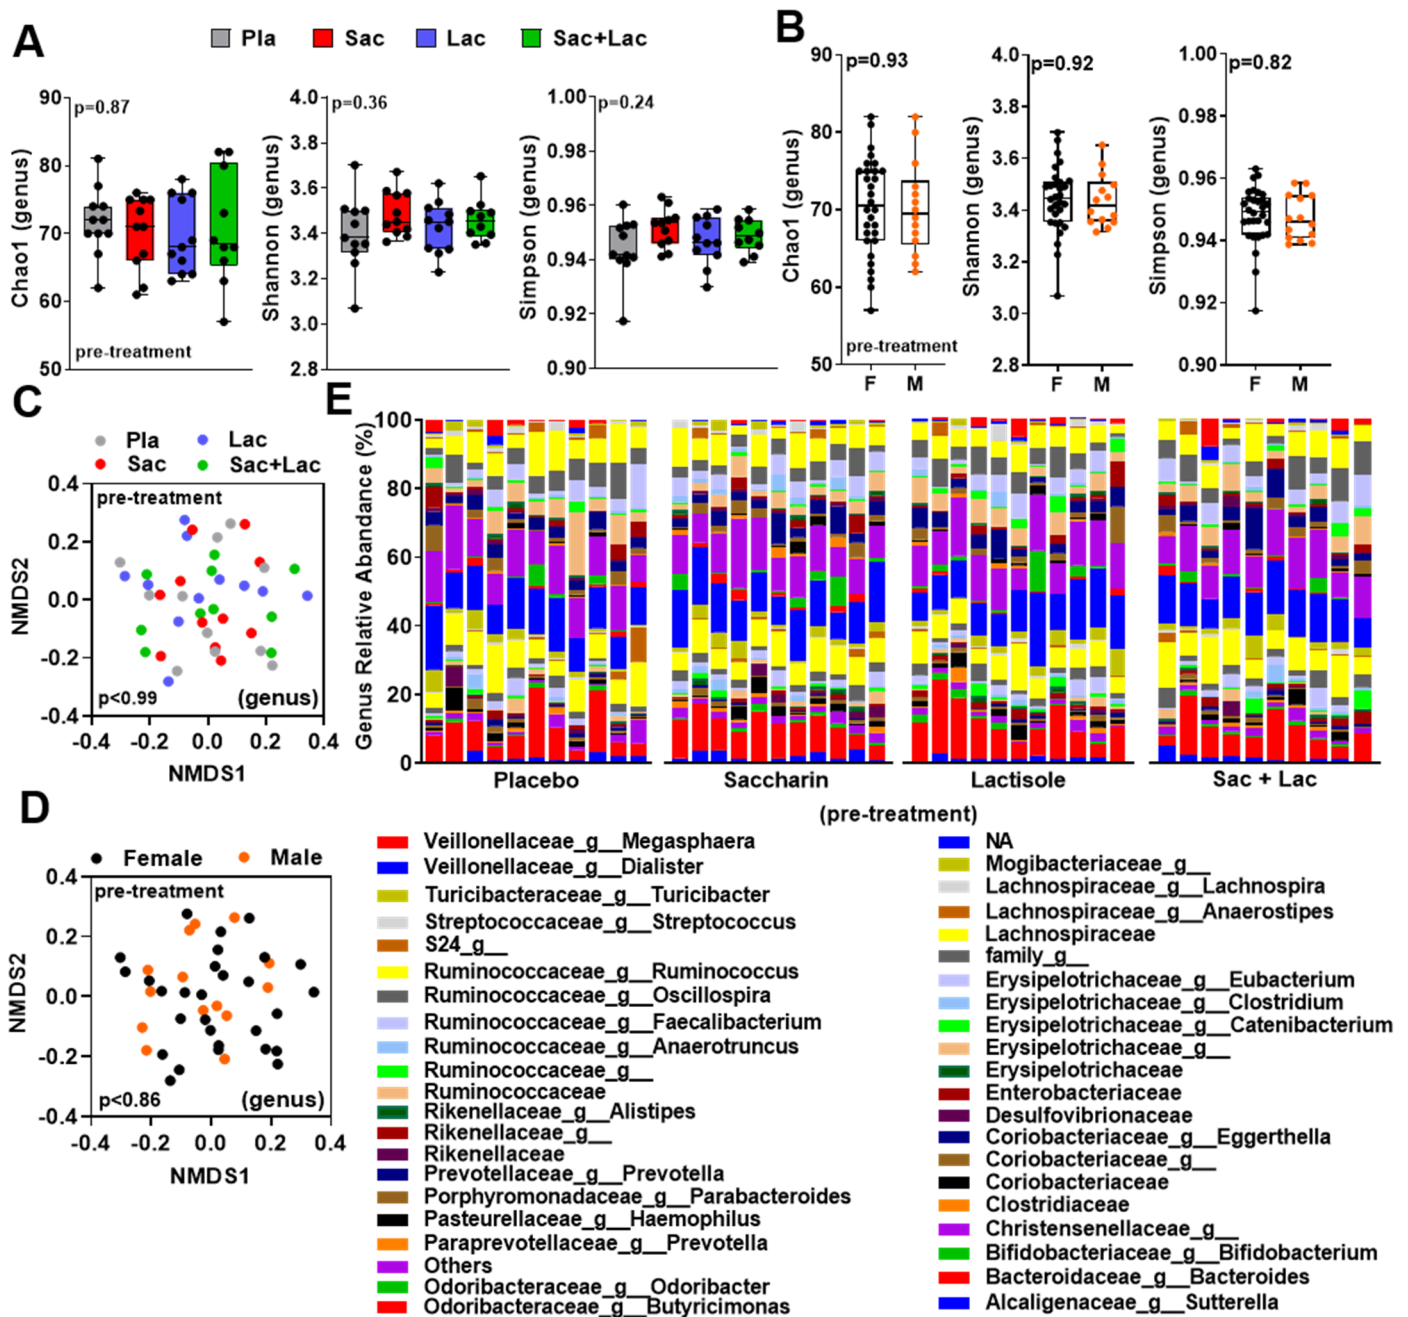 A
Pla Sac Lac Sac+Lac
Chao1 (genus)
90
80
70
60
50
p=0.87
pre-treatment
Shannon (genus)
4.0
3.8
3.6
3.4
3.2
3.0
2.8
p=0.36
Simpson (genus)
1.00
0.98
0.96
0.94
0.92
0.90
p=0.24
B
Chao1 (genus)
90
80
70
60
50
p=0.93
pre-treatment
F M
Shannon (genus)
4.0
3.8
3.6
3.4
3.2
3.0
2.8
p=0.92
F M
Simpson (genus)
1.00
0.98
0.96
0.94
0.92
0.90
p=0.82
F M
C
Pla Lac
Sac Sac+Lac
NMDS2
0.4
0.2
0.0
-0.2
-0.4
pre-treatment
p<0.99 (genus)
-0.4 -0.2 0.0 0.2 0.4
NMDS1
D
Female Male
NMDS2
0.4
0.2
0.0
-0.2
-0.4
pre-treatment
p<0.86 (genus)
-0.4 -0.2 0.0 0.2 0.4
NMDS1
E
Genus Relative Abundance (%)
100
80
60
40
20
0
Placebo Saccharin Lactisole Sac + Lac
(pre-treatment)
Veillonellaceae_g__Megasphaera
Veillonellaceae_g__Dialister
Turicibacteraceae_g__Turicibacter
Streptococcaceae_g__Streptococcus
S24_g__
Ruminococcaceae_g__Ruminococcus
Ruminococcaceae_g__Oscillospira
Ruminococcaceae_g__Faecalibacterium
Ruminococcaceae_g__Anaerotruncus
Ruminococcaceae_g__
Ruminococcaceae
Rikenellaceae_g__Alistipes
Rikenellaceae_g__
Rikenellaceae
Prevotellaceae_g__Prevotella
Porphyromonadaceae_g__Parabacteroides
Pasteurellaceae_g__Haemophilus
Paraprevotellaceae_g__Prevotella
Others
Odoribacteraceae_g__Odoribacter
Odoribacteraceae_g__Butyricimonas
NA
Mogibacteriaceae_g__
Lachnospiraceae_g__Lachnospira
Lachnospiraceae_g__Anaerostipes
Lachnospiraceae
family_g__
Erysipelotrichaceae_g__Eubacterium
Erysipelotrichaceae_g__Clostridium
Erysipelotrichaceae_g__Catenibacterium
Erysipelotrichaceae_g__
Erysipelotrichaceae
Enterobacteriaceae
Desulfovibrionaceae
Coriobacteriaceae_g__Eggerthella
Coriobacteriaceae_g__
Coriobacteriaceae
Clostridiaceae
Christensenellaceae_g__
Bifidobacteriaceae_g__Bifidobacterium
Bacteroidaceae_g__Bacteroides
Alcaligenaceae_g__Sutterella